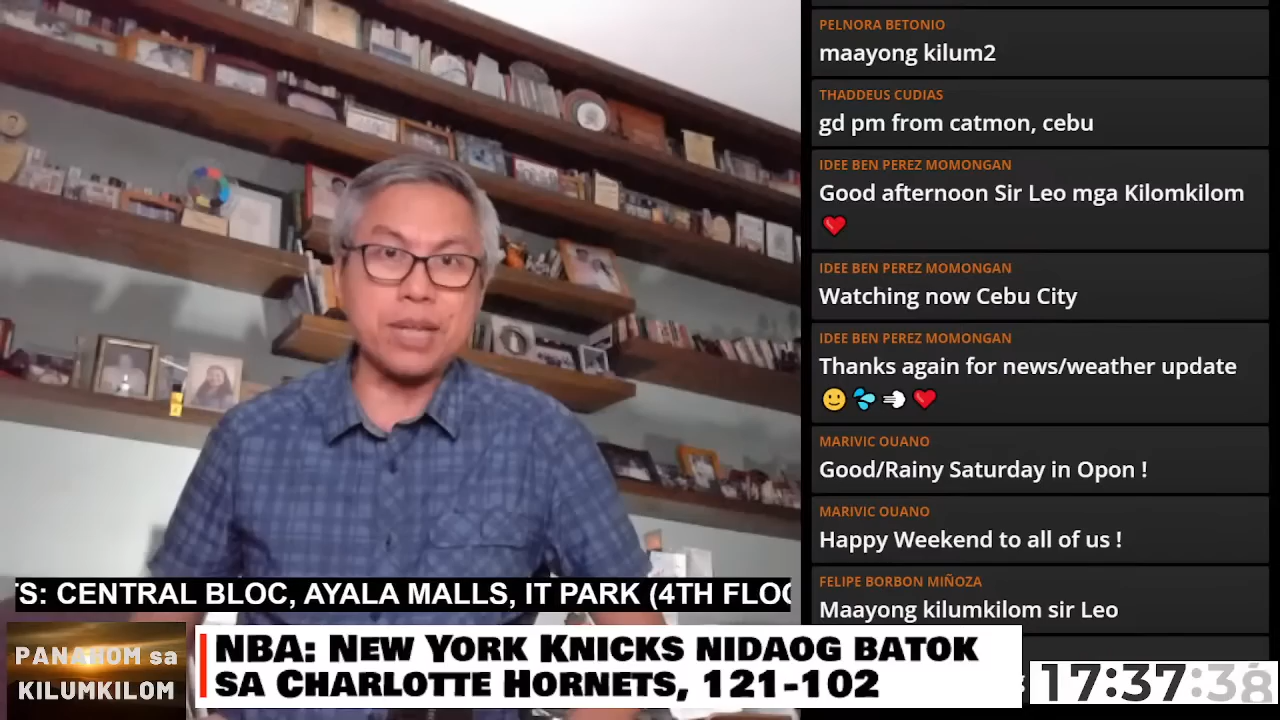 PELNORA BETONIO
maayong kilum2
THADDEUS CUDIAS
gd pm from catmon, cebu
IDEE BEN PEREZ MOMONGAN
Good afternoon Sir Leo mga Kilomkilom
❤️
IDEE BEN PEREZ MOMONGAN
Watching now Cebu City
IDEE BEN PEREZ MOMONGAN
Thanks again for news/weather update
🙂💦💨❤️
MARIVIC OUANO
Good/Rainy Saturday in Opon !
MARIVIC OUANO
Happy Weekend to all of us !
FELIPE BORBON MIÑOZA
Maayong kilumkilom sir Leo
S: CENTRAL BLOC, AYALA MALLS, IT PARK (4TH FLOO
PANAHOM sa
KILUMKILOM
NBA: NEW YORK KNICKS NIDAOG BATOK
SA CHARLOTTE HORNETS, 121-102
17:37:38